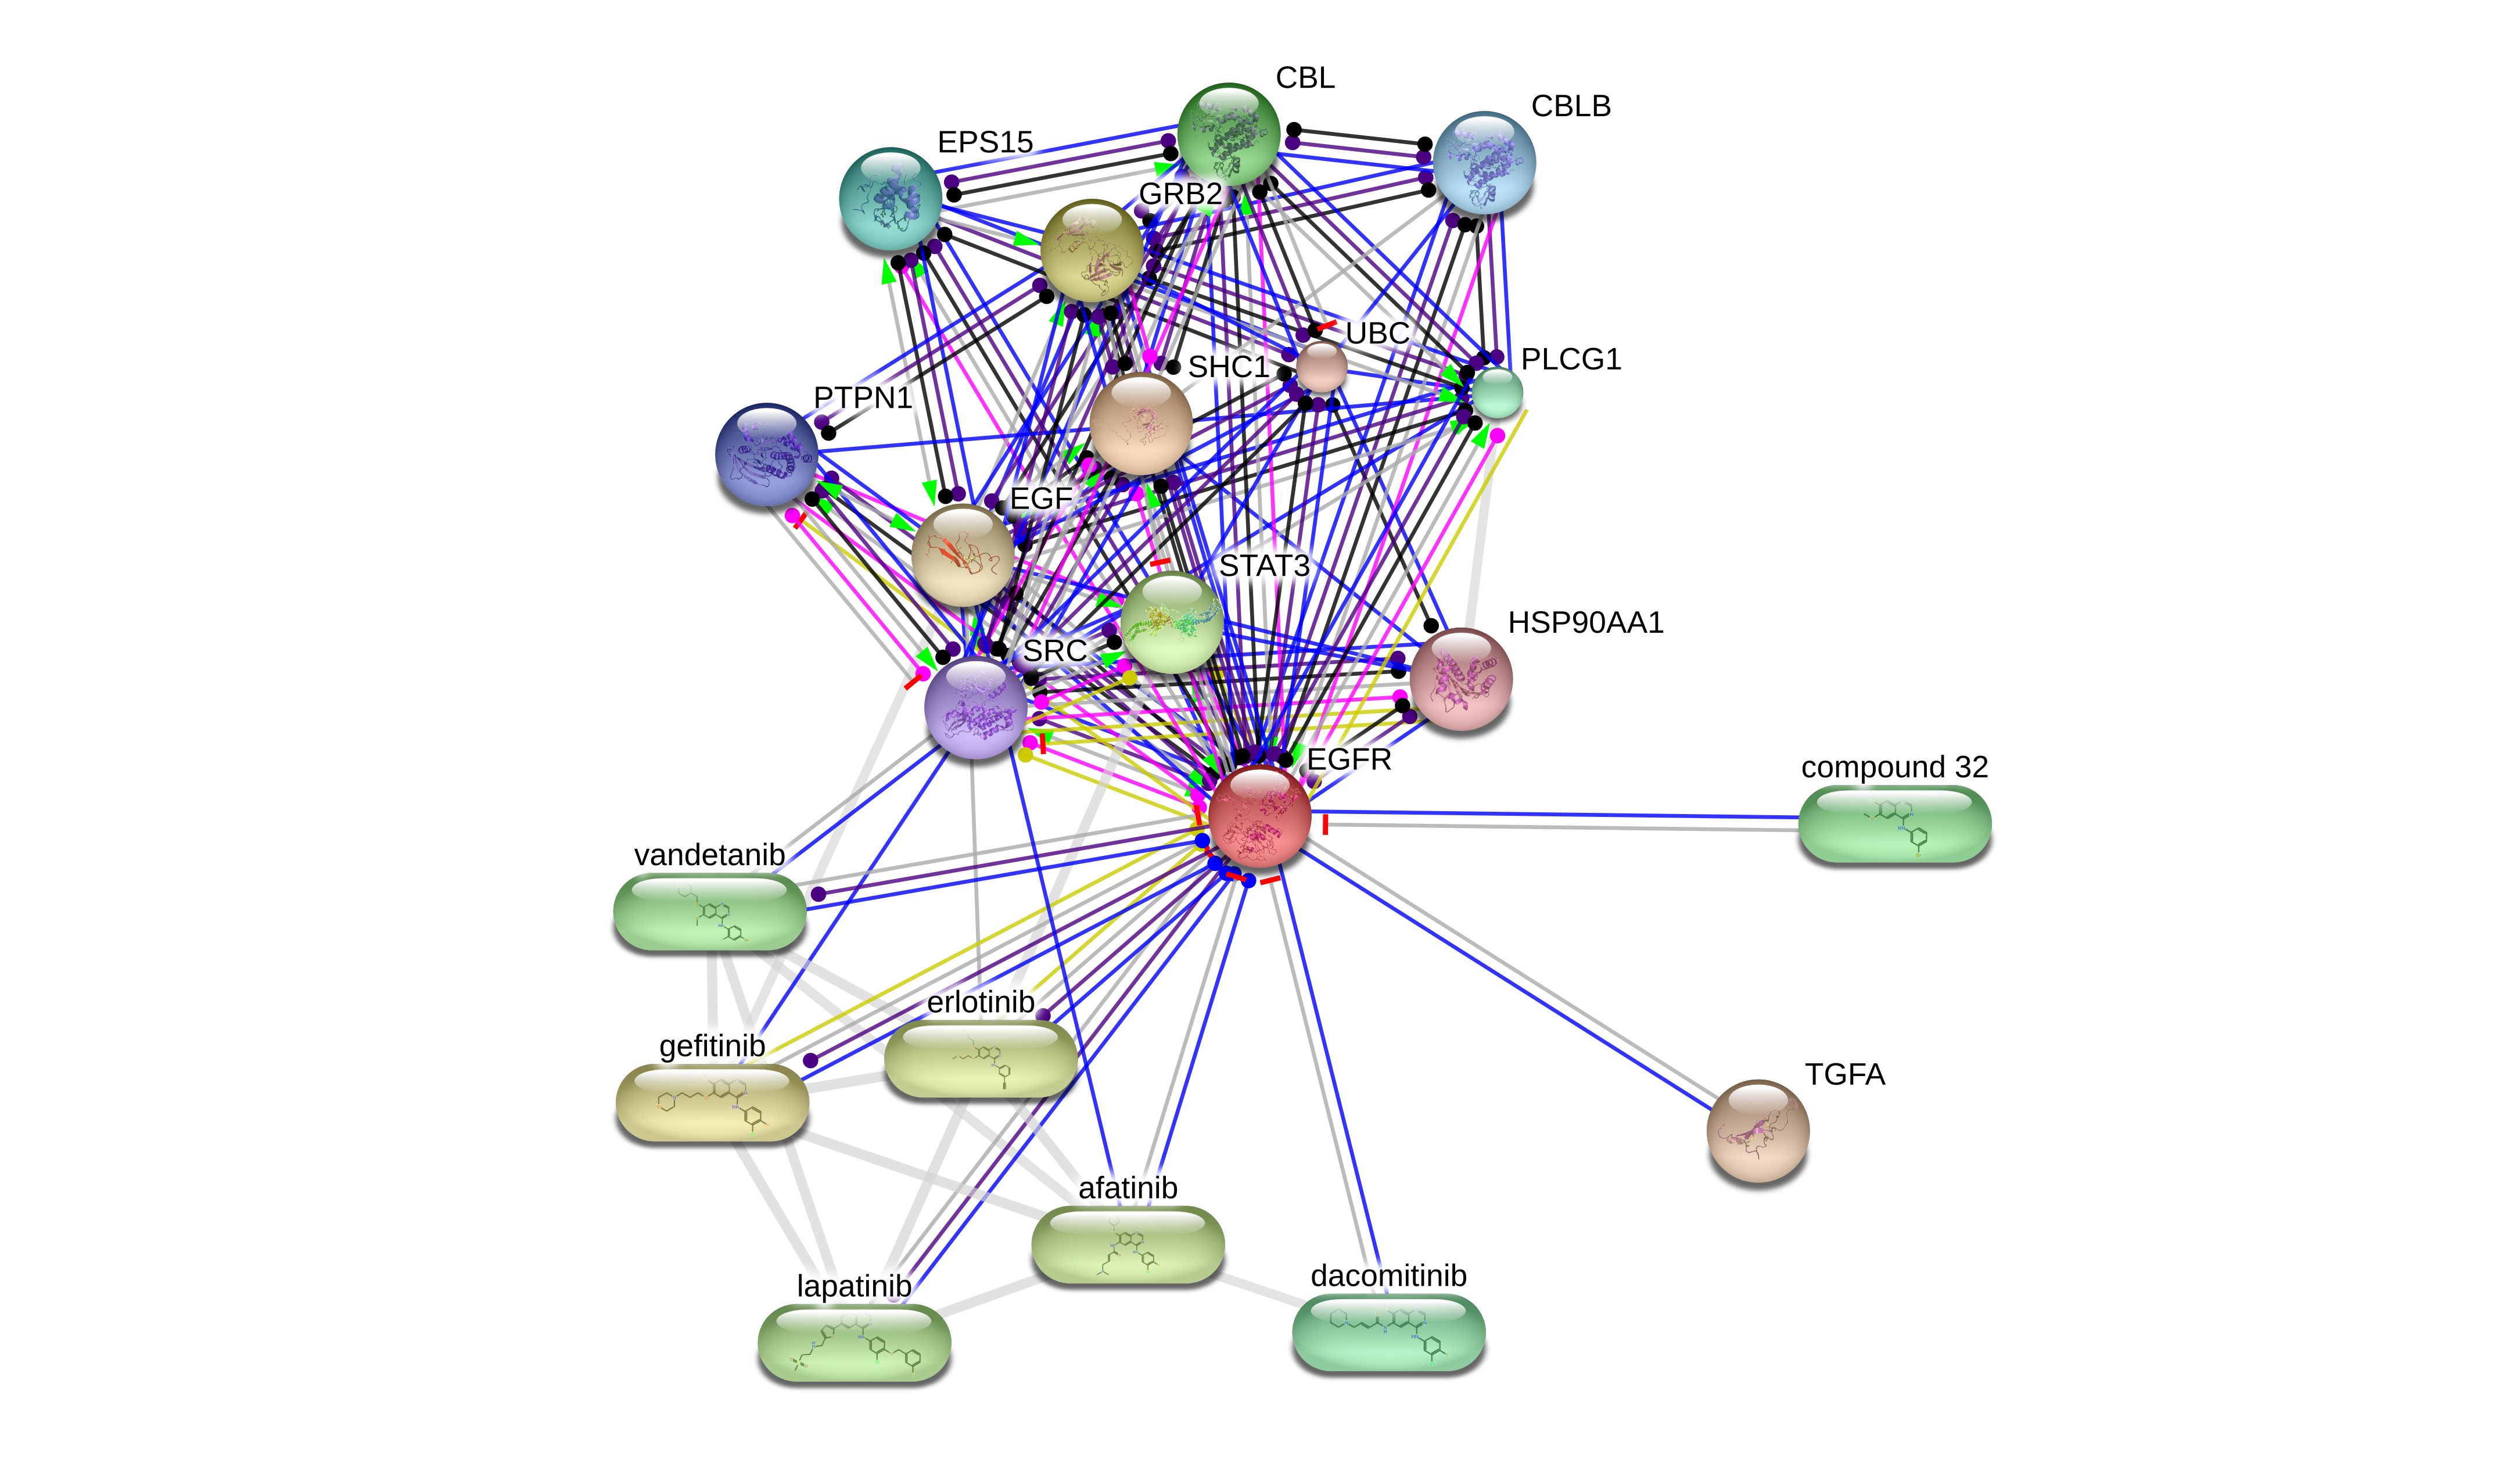 CBL
CBLB
EPS15
GRB2
UBC
PLCG1
SHC1
PTPN1
EGF
STAT3
HSP90AA1
SRC
EGFR
compound 32
vandetanib
erlotinib
gefitinib
TGFA
afatinib
dacomitinib
lapatinib